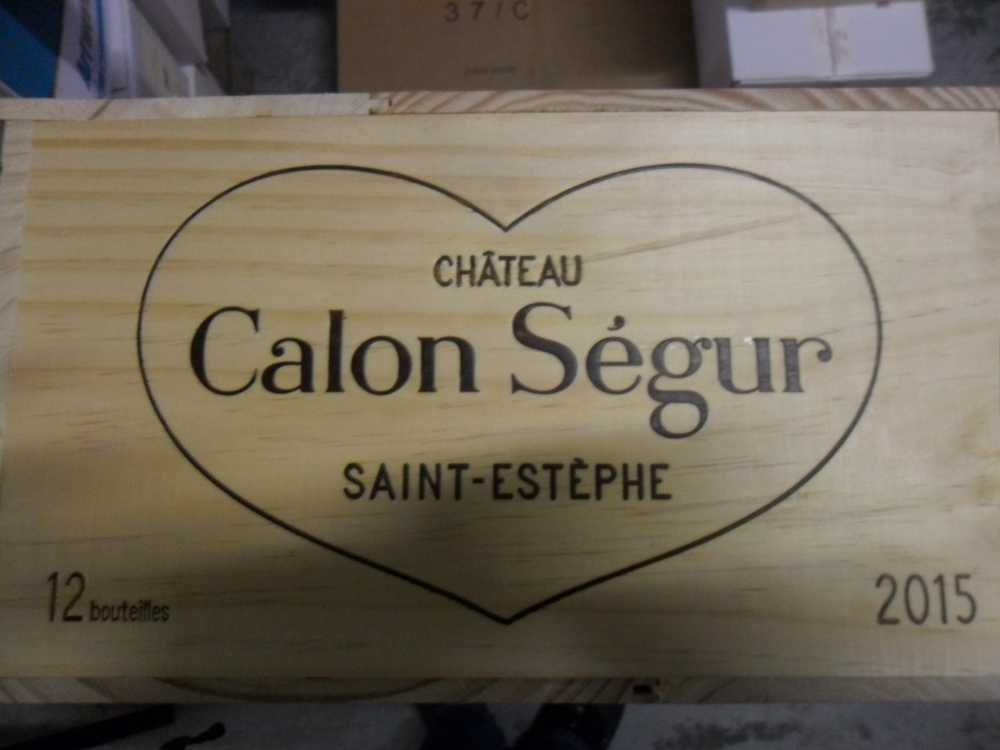 37/C
CHÂTEAU
Calon Ségur
SAINT-ESTÈPHE
12 bouteilles
2015